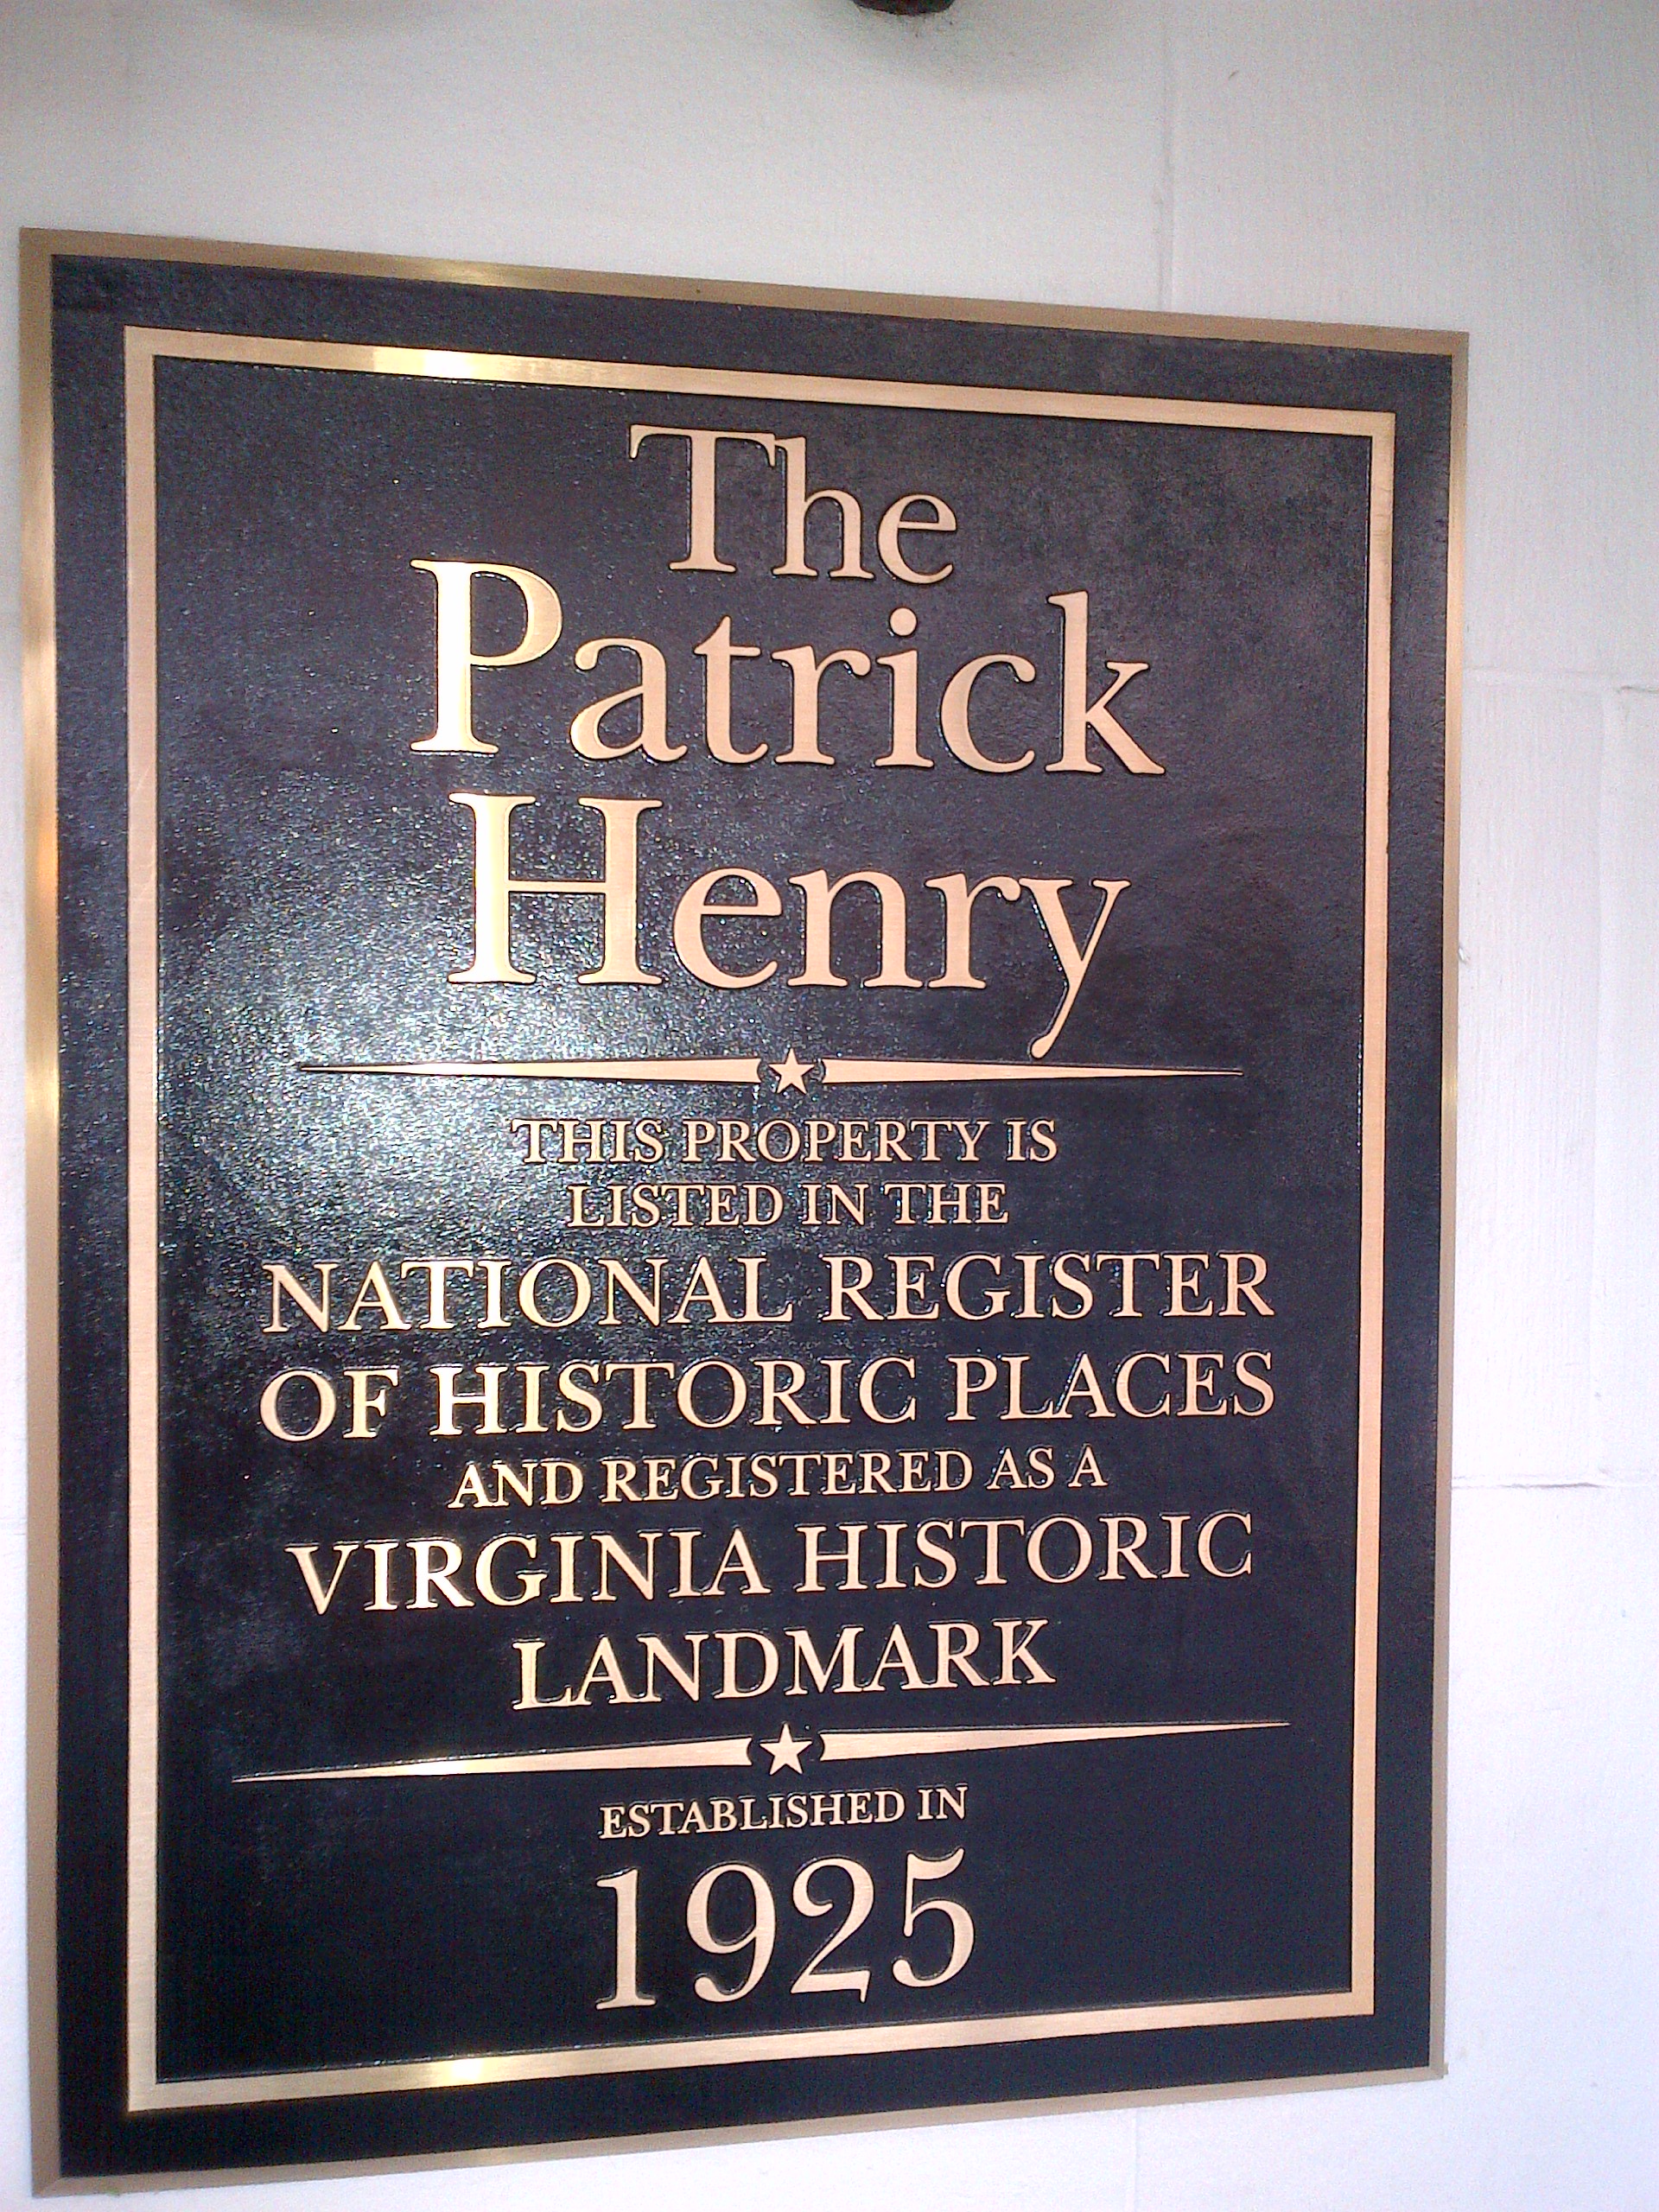 The
Patrick
Henry
THIS PROPERTY IS
LISTED IN THE
NATIONAL REGISTER
OF HISTORIC PLACES
AND REGISTERED AS A
VIRGINIA HISTORIC
LANDMARK
ESTABLISHED IN
1925